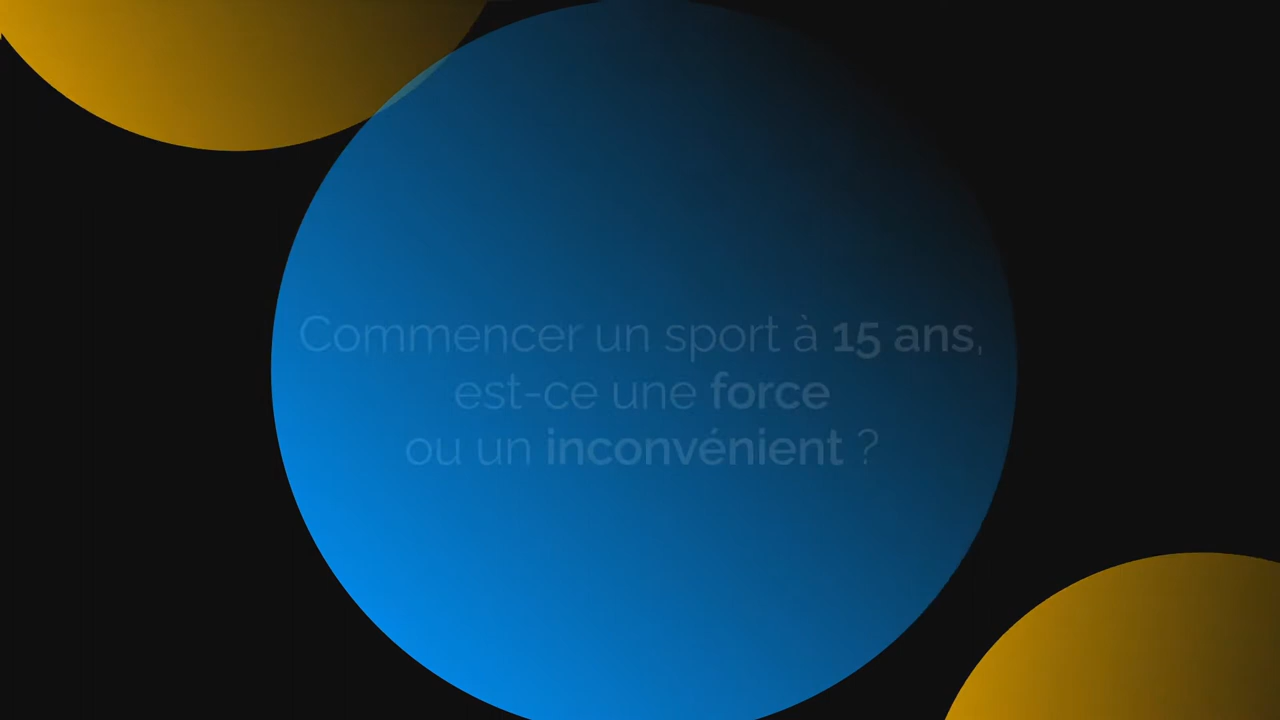 Commencer un sport à 15 ans,
est-ce une force
ou un inconvénient ?